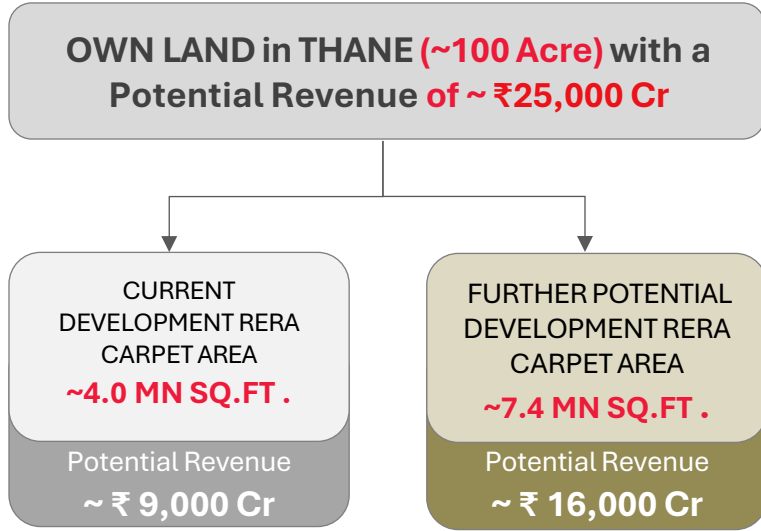 OWN LAND in THANE (~100 Acre) with a
Potential Revenue of ~ ₹25,000 Cr
CURRENT
DEVELOPMENT RERA
CARPET AREA
~4.0 MN SQ.FT .
Potential Revenue
~ ₹ 9,000 Cr
FURTHER POTENTIAL
DEVELOPMENT RERA
CARPET AREA
~7.4 MN SQ.FT .
Potential Revenue
~ ₹ 16,000 Cr